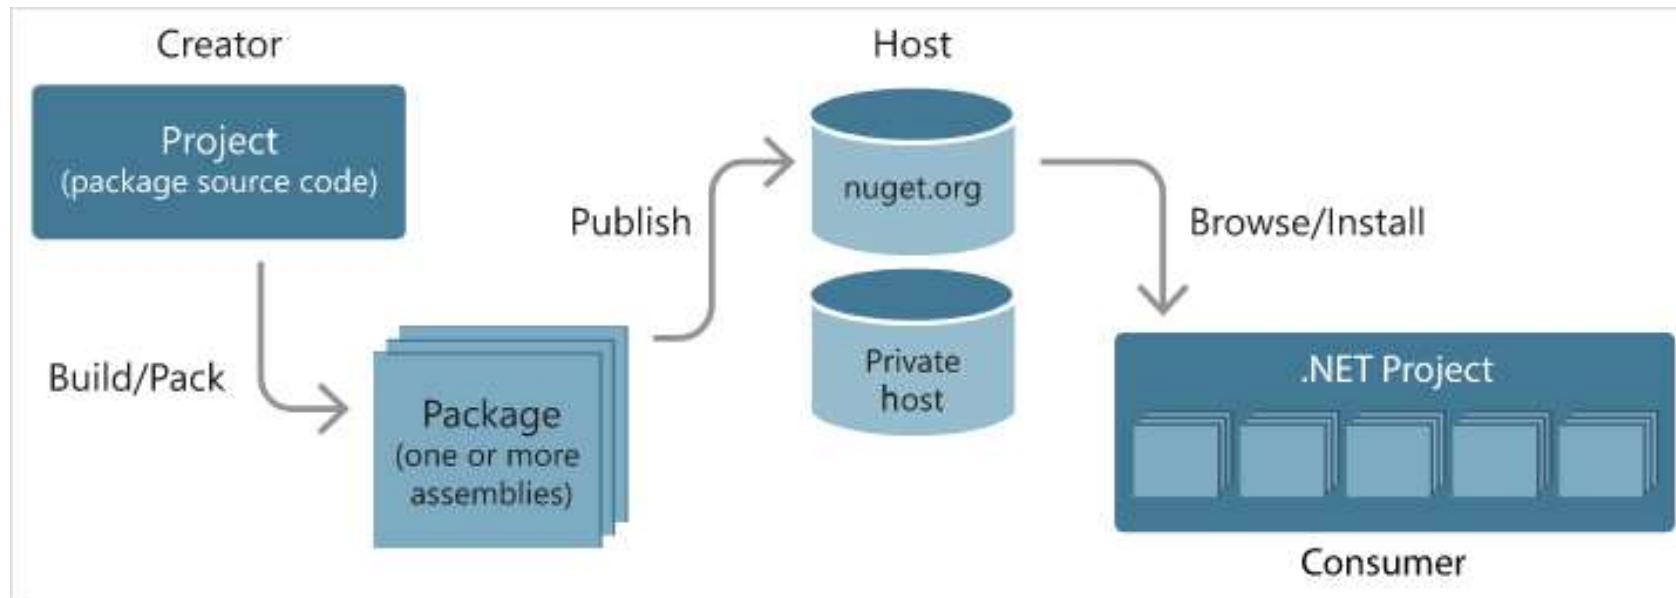 Creator
Project
(package source code)
Build/Pack
Package
(one or more
assemblies)
Publish
Host
nuget.org
Private
host
Browse/Install
.NET Project
Consumer